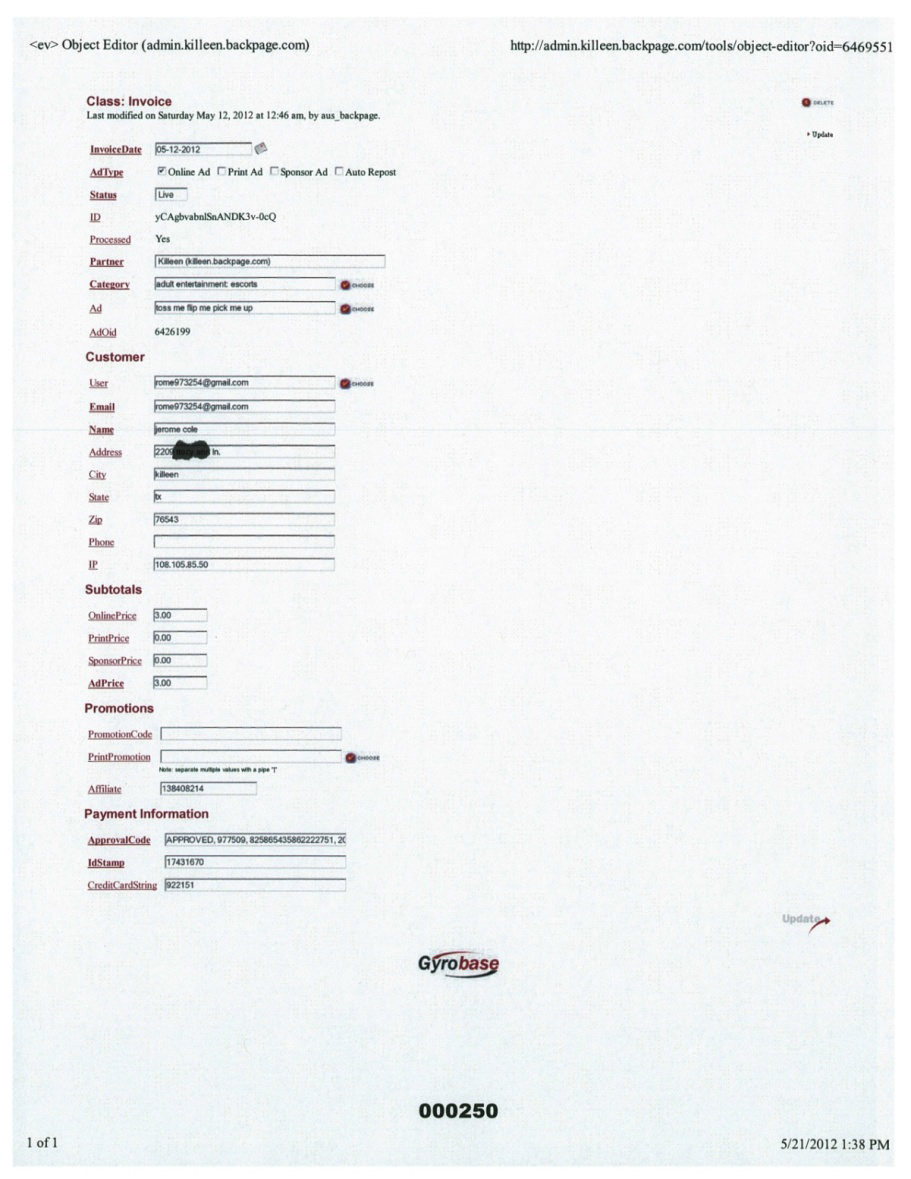 <ev> Object Editor (admin.killeen.backpage.com) http://admin.killeen.backpage.com/tools/object-editor?oid=6469551
Class: Invoice
DELETE
Last modified on Saturday May 12, 2012 at 12:46 am, by aus_backpage.
Update
InvoiceDate 05-12-2012
AdType Online Ad Print Ad Sponsor Ad Auto Repost
Status Live
ID yCAgbvabnlSnANDK3v-0cQ
Processed Yes
Partner Killeen (killeen.backpage.com)
Category adult entertainment: escorts CHOOSE
Ad toss me flip me pick me up CHOOSE
AdOid 6426199
Customer
User rome973254@gmail.com CHOOSE
Email rome973254@gmail.com
Name jerome cole
Address 2209 ln.
City killeen
State tx
Zip 76543
Phone
IP 108.105.85.50
Subtotals
OnlinePrice 3.00
PrintPrice 0.00
SponsorPrice 0.00
AdPrice 3.00
Promotions
PromotionCode
PrintPromotion CHOOSE
Note: separate multiple values with a pipe '|'
Affiliate 138408214
Payment Information
ApprovalCode APPROVED, 977509, 825865435862222751, 20
IdStamp 17431670
CreditCardString 922151
Update
Gyrobase
000250
1 of 1 5/21/2012 1:38 PM